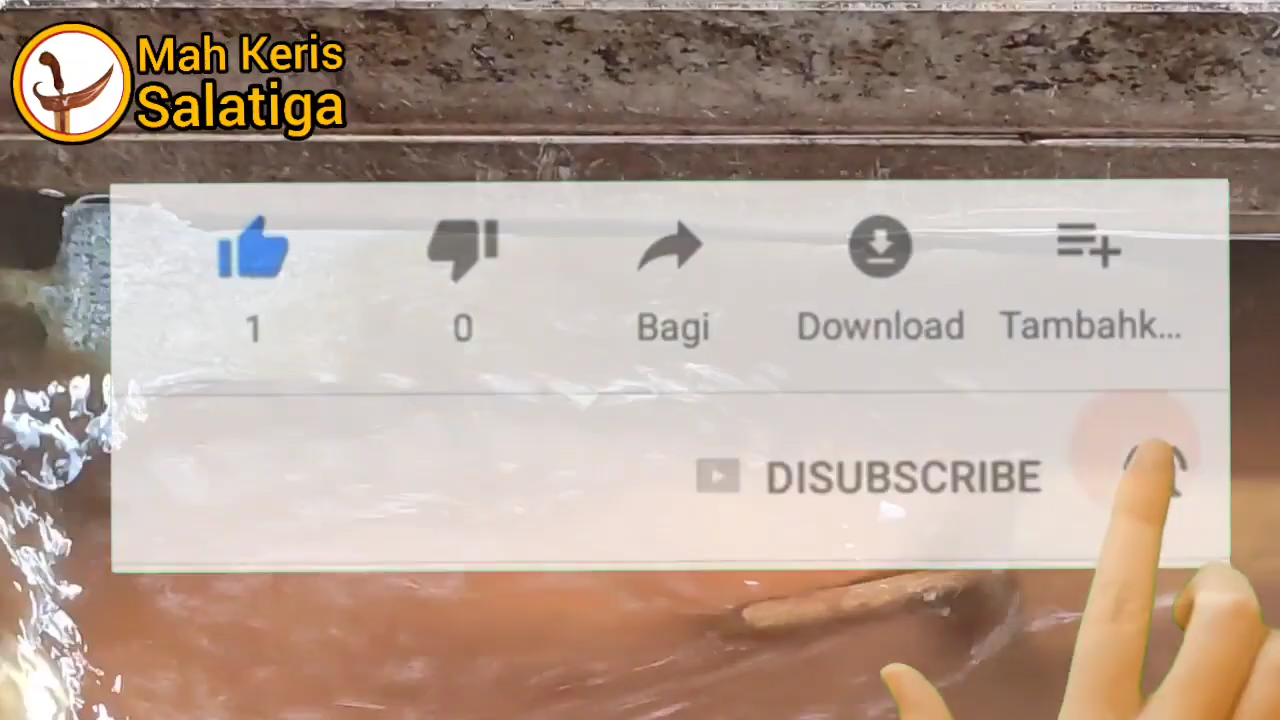 Mah Keris
Salatiga
1
0
Bagi
Download
Tambahk...
DISUBSCRIBE